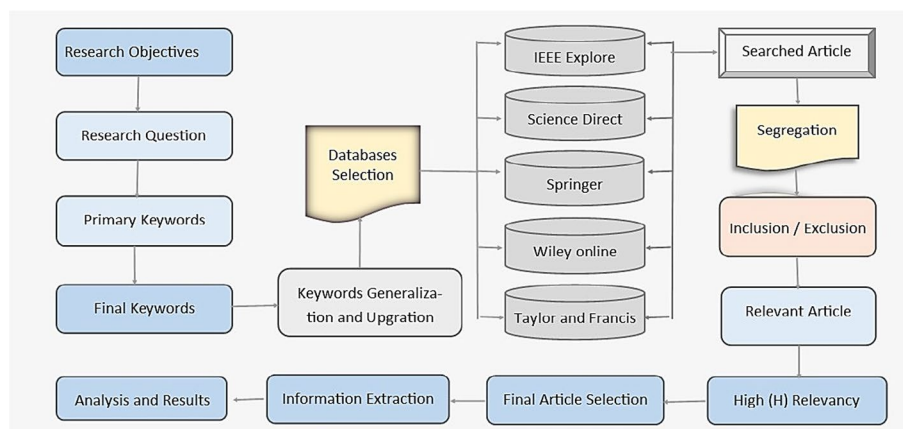 Research Objectives
Research Question
Primary Keywords
Final Keywords
Keywords Generaliza-
tion and Upgration
Databases
Selection
IEEE Explore
Science Direct
Springer
Wiley online
Taylor and Francis
Searched Article
Segregation
Inclusion / Exclusion
Relevant Article
High (H) Relevancy
Final Article Selection
Information Extraction
Analysis and Results